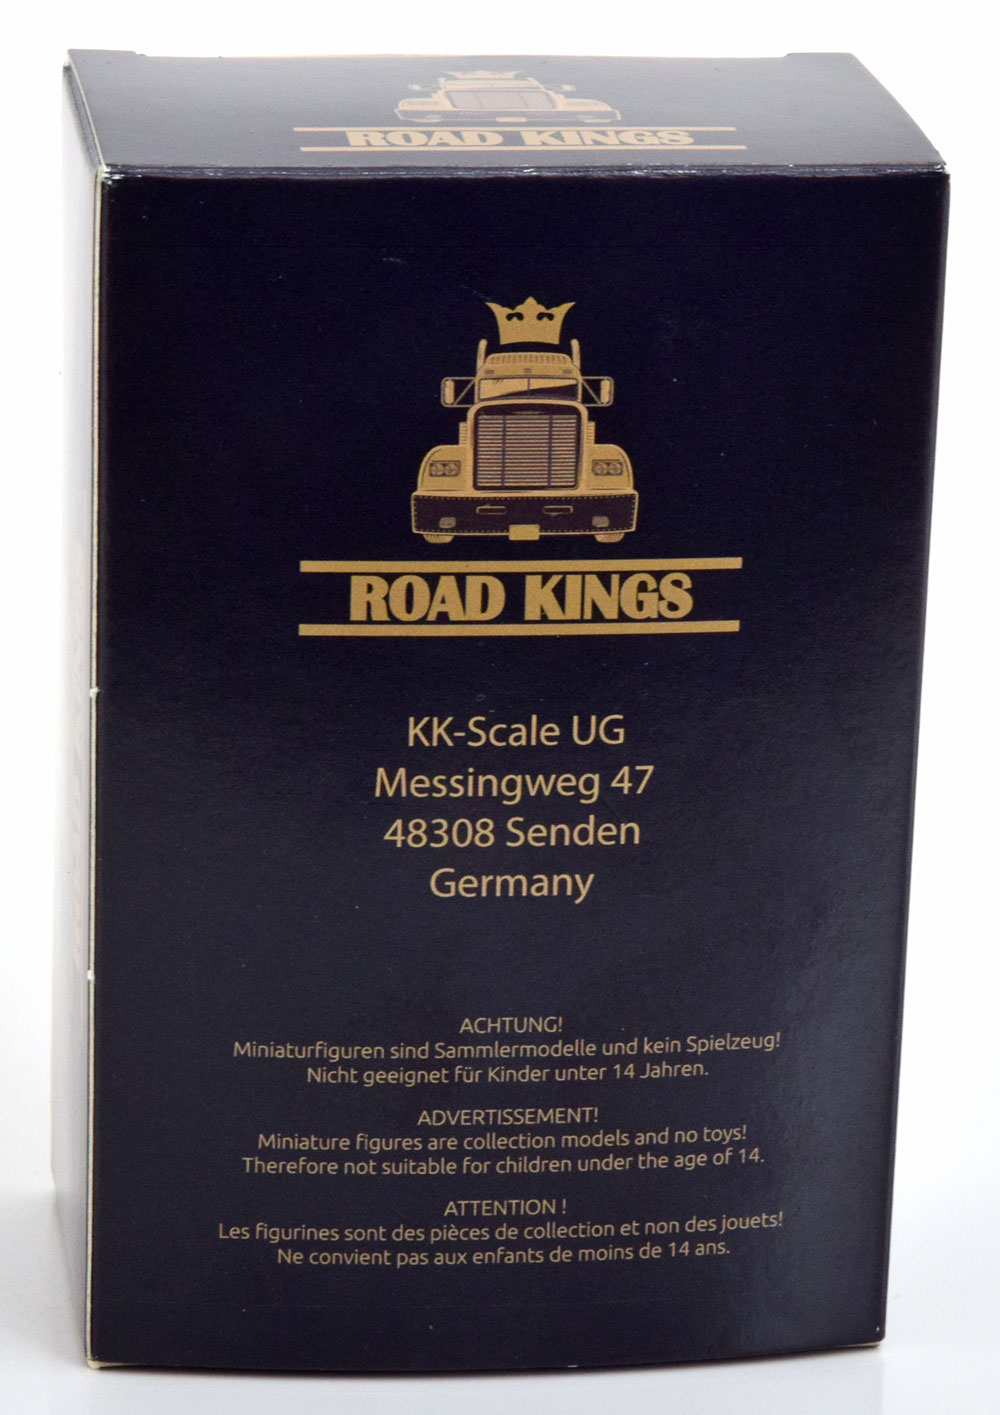 ROAD KINGS
ROAD KINGS
KK-Scale UG
Messingweg 47
48308 Senden
Germany
ACHTUNG!
Miniaturfiguren sind Sammlermodelle und kein Spielzeug!
Nicht geeignet für Kinder unter 14 Jahren.
ADVERTISSEMENT!
Miniature figures are collection models and no toys!
Therefore not suitable for children under the age of 14.
ATTENTION !
Les figurines sont des pièces de collection et non des jouets!
Ne convient pas aux enfants de moins de 14 ans.